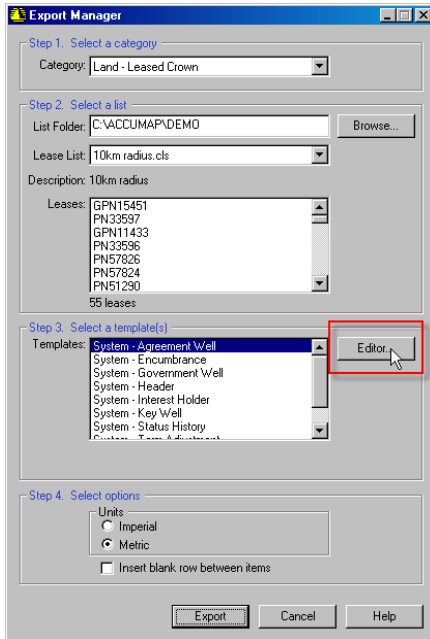 Export Manager
Step 1. Select a category
Category: Land - Leased Crown
Step 2. Select a list
List Folder: C:\ACCUMAP\DEMO Browse...
Lease List: 10km radius.cls
Description: 10km radius
Leases: GPN15451
PN33597
GPN11433
PN33596
PN57826
PN57824
PN51290
55 leases
Step 3. Select a template(s)
Templates: System - Agreement Well Editor...
System - Encumbrance
System - Government Well
System - Header
System - Interest Holder
System - Key Well
System - Status History
System - Term Adjustment
Step 4. Select options
Units
Imperial
Metric
Insert blank row between items
Export Cancel Help